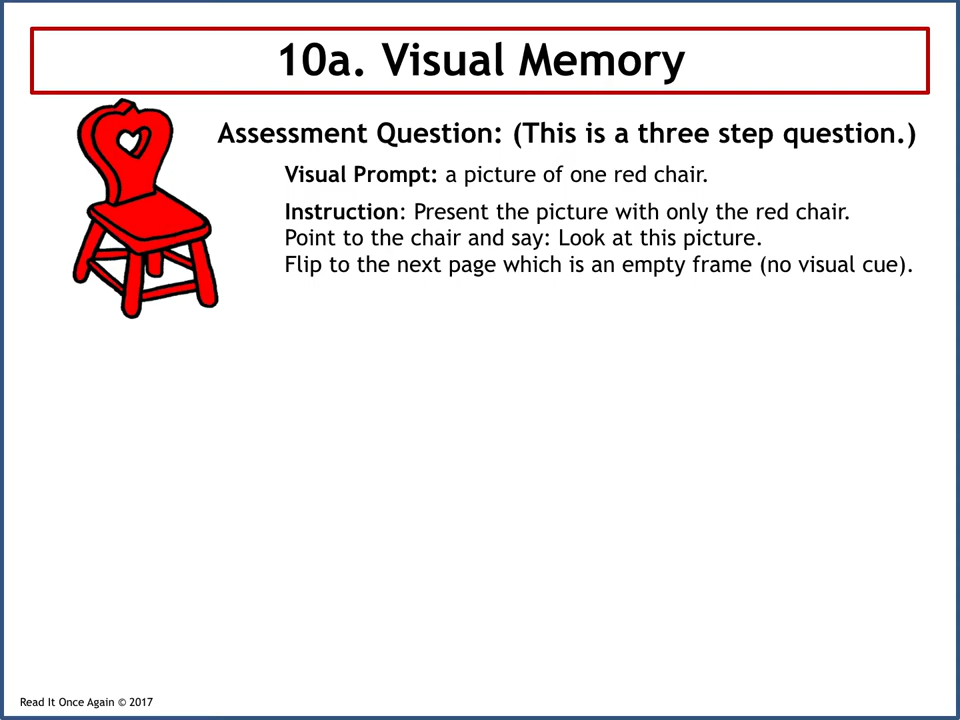 10a. Visual Memory
Assessment Question: (This is a three step question.)
Visual Prompt: a picture of one red chair.
Instruction: Present the picture with only the red chair.
Point to the chair and say: Look at this picture.
Flip to the next page which is an empty frame (no visual cue).
Read It Once Again © 2017